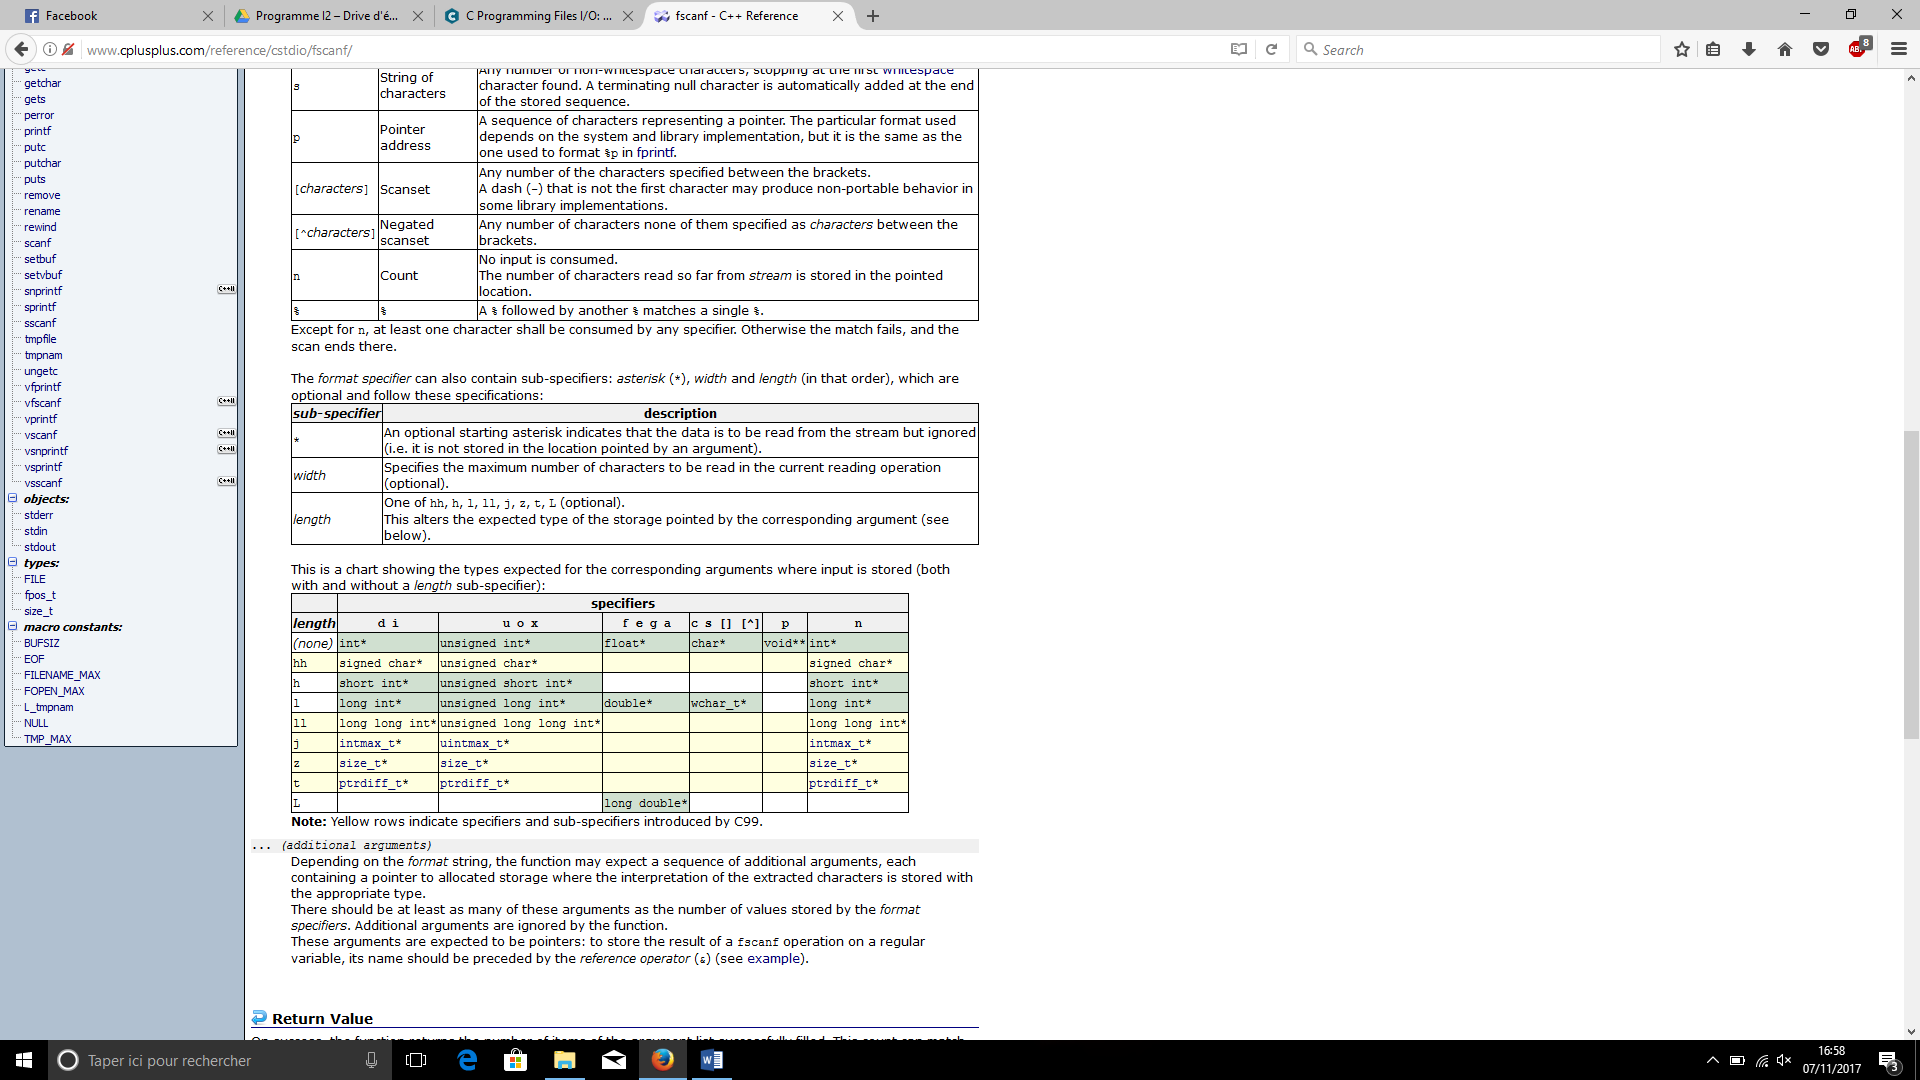 Facebook
Programme I2 – Drive d'é...
C Programming Files I/O: ...
fscanf - C++ Reference
www.cplusplus.com/reference/cstdio/fscanf/
Search
8
getchar
gets
perror
printf
putc
putchar
puts
remove
rename
rewind
scanf
setbuf
setvbuf
snprintf
sprintf
sscanf
tmpfile
tmpnam
ungetc
vfprintf
vfscanf
vprintf
vscanf
vsnprintf
vsprintf
vsscanf
objects:
stderr
stdin
stdout
types:
FILE
fpos_t
size_t
macro constants:
BUFSIZ
EOF
FILENAME_MAX
FOPEN_MAX
L_tmpnam
NULL
TMP_MAX
s String of characters Any number of non-whitespace characters, stopping at the first whitespace
character found. A terminating null character is automatically added at the end
of the stored sequence.
p Pointer address A sequence of characters representing a pointer. The particular format used
depends on the system and library implementation, but it is the same as the
one used to format %p in fprintf.
[characters] Scanset Any number of the characters specified between the brackets.
A dash (-) that is not the first character may produce non-portable behavior in
some library implementations.
[^characters] Negated scanset Any number of characters none of them specified as characters between the
brackets.
n Count No input is consumed.
The number of characters read so far from stream is stored in the pointed
location.
% % A % followed by another % matches a single %.
Except for n, at least one character shall be consumed by any specifier. Otherwise the match fails, and the
scan ends there.
The format specifier can also contain sub-specifiers: asterisk (*), width and length (in that order), which are
optional and follow these specifications:
sub-specifier description
* An optional starting asterisk indicates that the data is to be read from the stream but ignored
(i.e. it is not stored in the location pointed by an argument).
width Specifies the maximum number of characters to be read in the current reading operation
(optional).
length One of hh, h, l, ll, j, z, t, L (optional).
This alters the expected type of the storage pointed by the corresponding argument (see
below).
This is a chart showing the types expected for the corresponding arguments where input is stored (both
with and without a length sub-specifier):
specifiers
length d i u o x f e g a c s [] [^] p n
(none) int* unsigned int* float* char* void** int*
hh signed char* unsigned char* signed char*
h short int* unsigned short int* short int*
l long int* unsigned long int* double* wchar_t* long int*
ll long long int* unsigned long long int* long long int*
j intmax_t* uintmax_t* intmax_t*
z size_t* size_t* size_t*
t ptrdiff_t* ptrdiff_t* ptrdiff_t*
L long double*
Note: Yellow rows indicate specifiers and sub-specifiers introduced by C99.
... (additional arguments)
Depending on the format string, the function may expect a sequence of additional arguments, each
containing a pointer to allocated storage where the interpretation of the extracted characters is stored with
the appropriate type.
There should be at least as many of these arguments as the number of values stored by the format
specifiers. Additional arguments are ignored by the function.
These arguments are expected to be pointers: to store the result of a fscanf operation on a regular
variable, its name should be preceded by the reference operator (&) (see example).
Return Value
Taper ici pour rechercher
16:58
07/11/2017
3